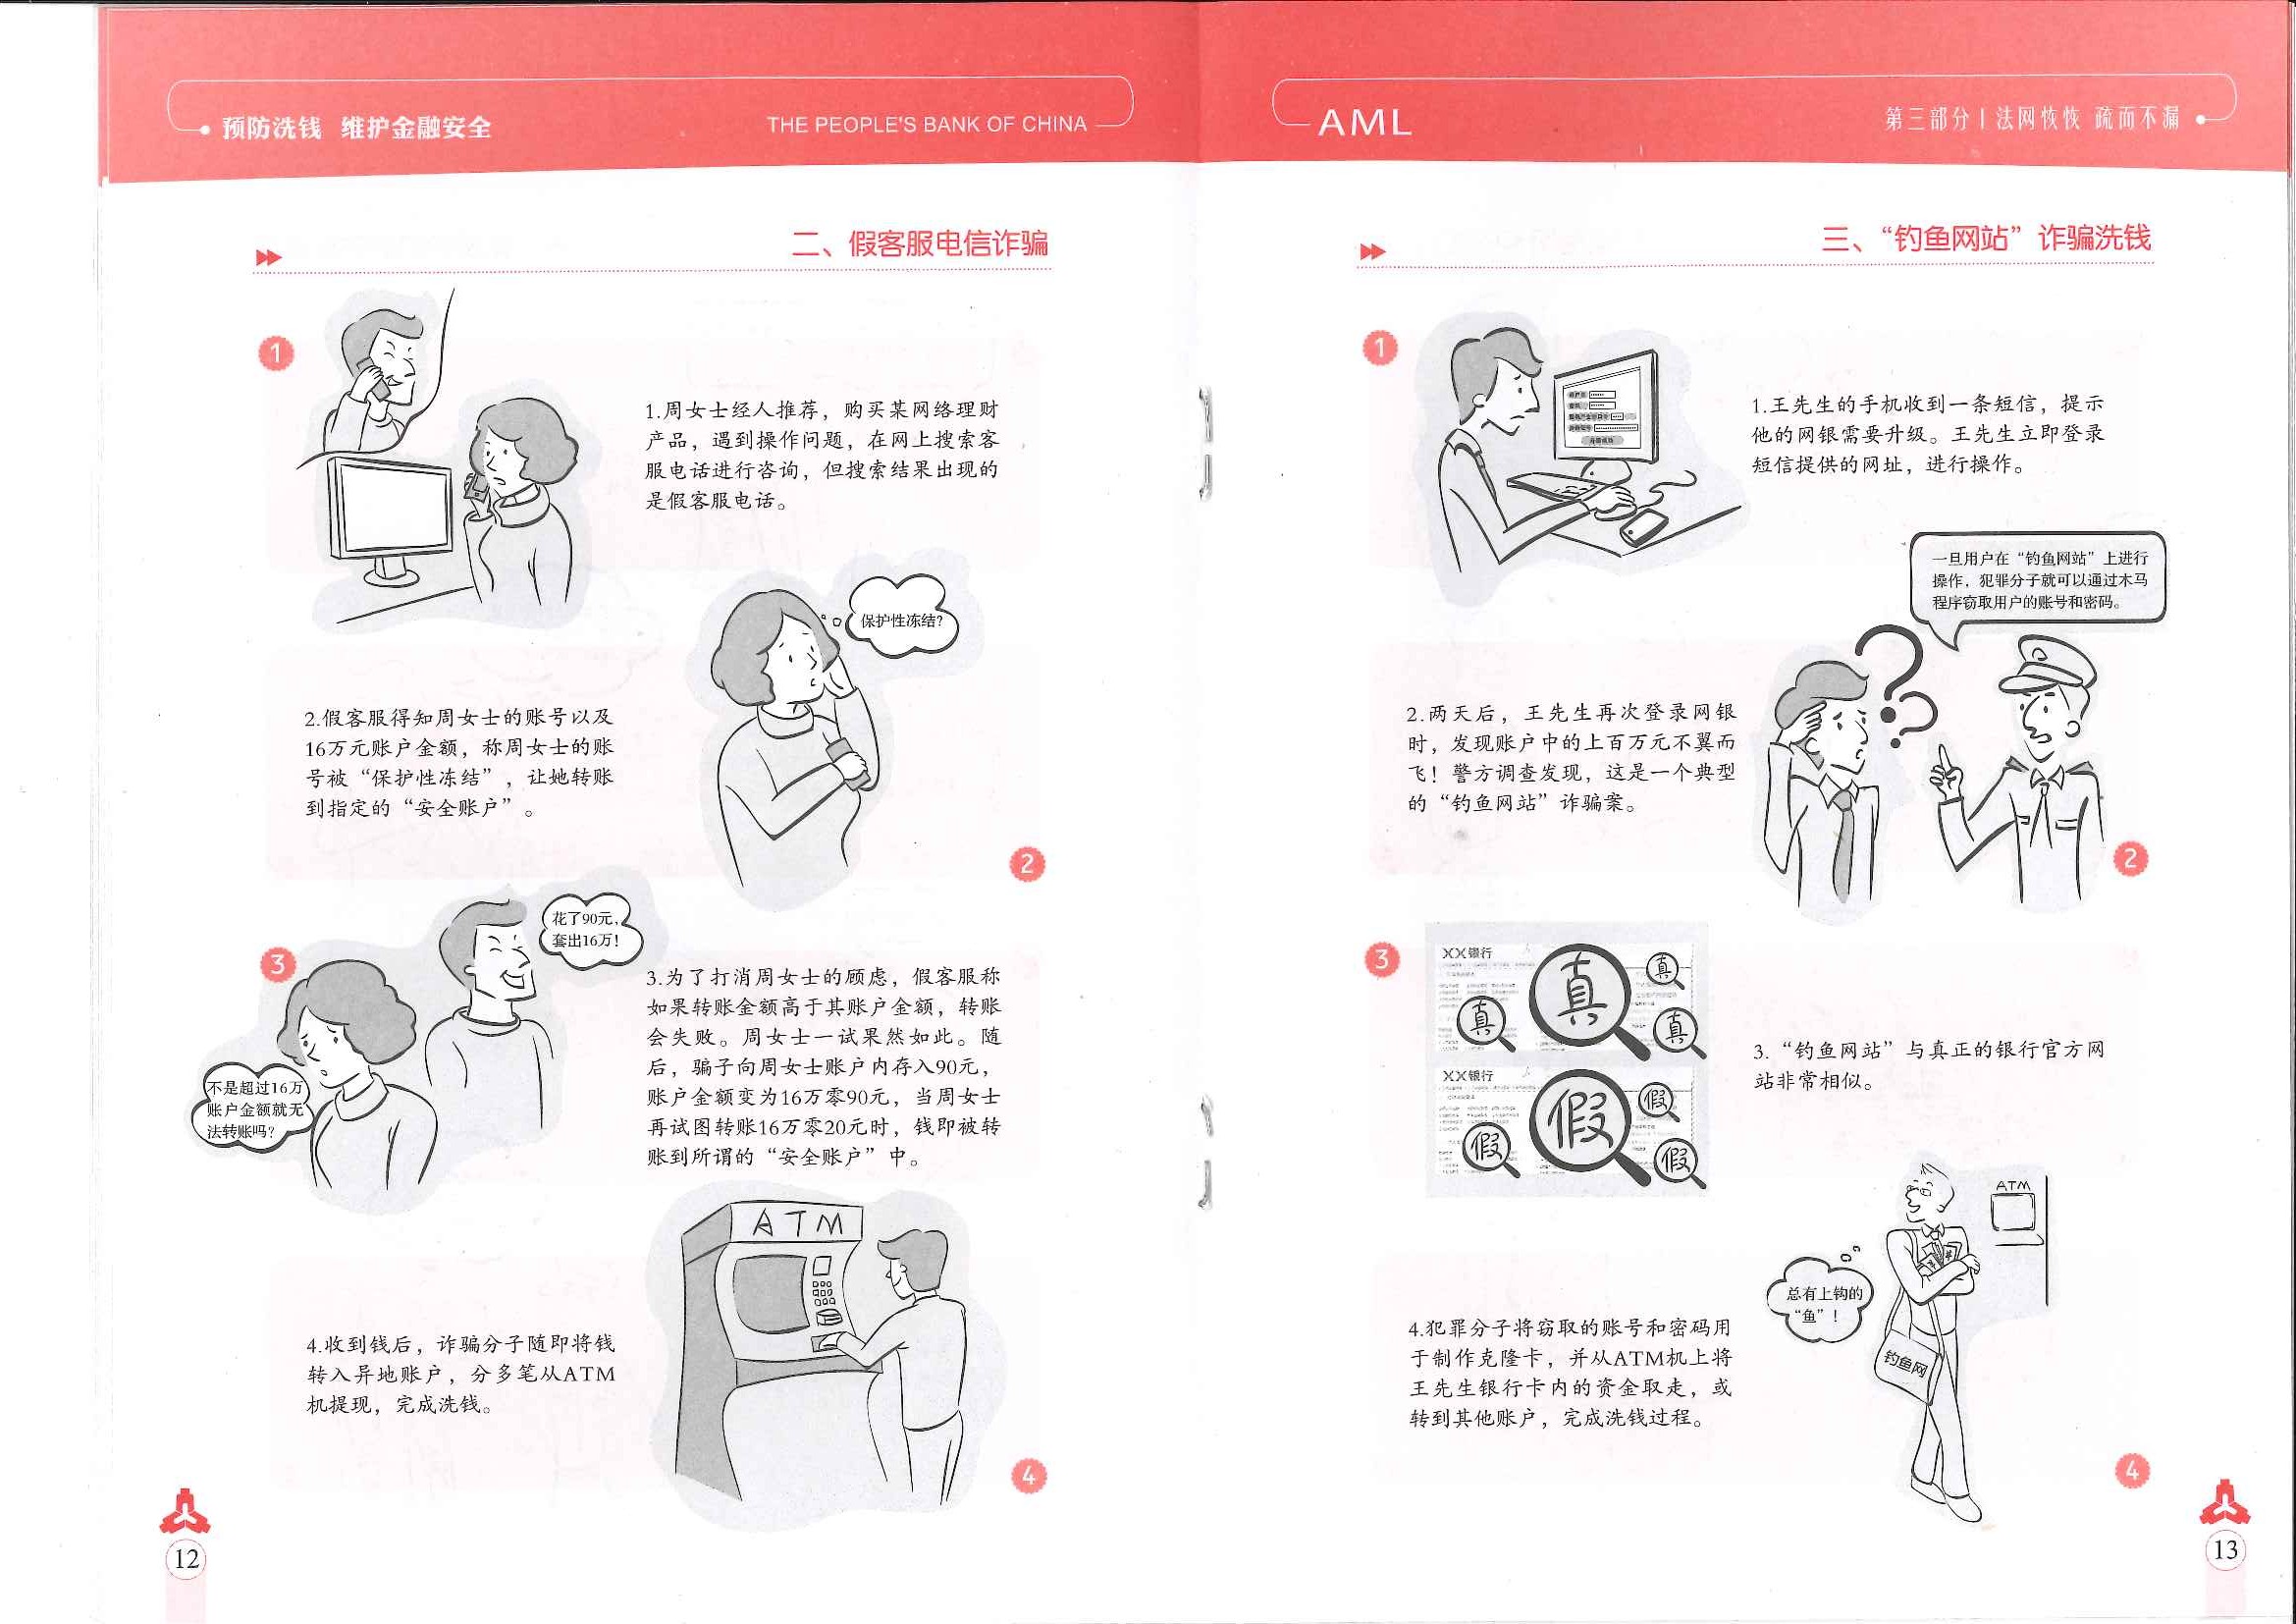 预防洗钱 维护金融安全
THE PEOPLE'S BANK OF CHINA
二、假客服电信诈骗
1
1.周女士经人推荐，购买某网络理财
产品，遇到操作问题，在网上搜索客
服电话进行咨询，但搜索结果出现的
是假客服电话。
保护性冻结?
2.假客服得知周女士的账号以及
16万元账户金额，称周女士的账
号被“保护性冻结”，让她转账
到指定的“安全账户”。
2
3
花了90元，
套出16万!
不是超过16万
账户金额就无
法转账吗?
3.为了打消周女士的顾虑，假客服称
如果转账金额高于其账户金额，转账
会失败。周女士一试果然如此。随
后，骗子向周女士账户内存入90元，
账户金额变为16万零90元，当周女士
再试图转账16万零20元时，钱即被转
账到所谓的“安全账户”中。
ATM
4.收到钱后，诈骗分子随即将钱
转入异地账户，分多笔从ATM
机提现，完成洗钱。
4
12
AML
第三部分 | 法网恢恢 疏而不漏
三、“钓鱼网站”诈骗洗钱
1
1.王先生的手机收到一条短信，提示
他的网银需要升级。王先生立即登录
短信提供的网址，进行操作。
一旦用户在“钓鱼网站”上进行
操作，犯罪分子就可以通过木马
程序窃取用户的账号和密码。
2.两天后，王先生再次登录网银
时，发现账户中的上百万元不翼而
飞！警方调查发现，这是一个典型
的“钓鱼网站”诈骗案。
2
3
XX银行
真
真
真
真
XX银行
假
假
假
假
3.“钓鱼网站”与真正的银行官方网
站非常相似。
ATM
总有上钩的
“鱼”！
钓鱼网
4.犯罪分子将窃取的账号和密码用
于制作克隆卡，并从ATM机上将
王先生银行卡内的资金取走，或
转到其他账户，完成洗钱过程。
4
13